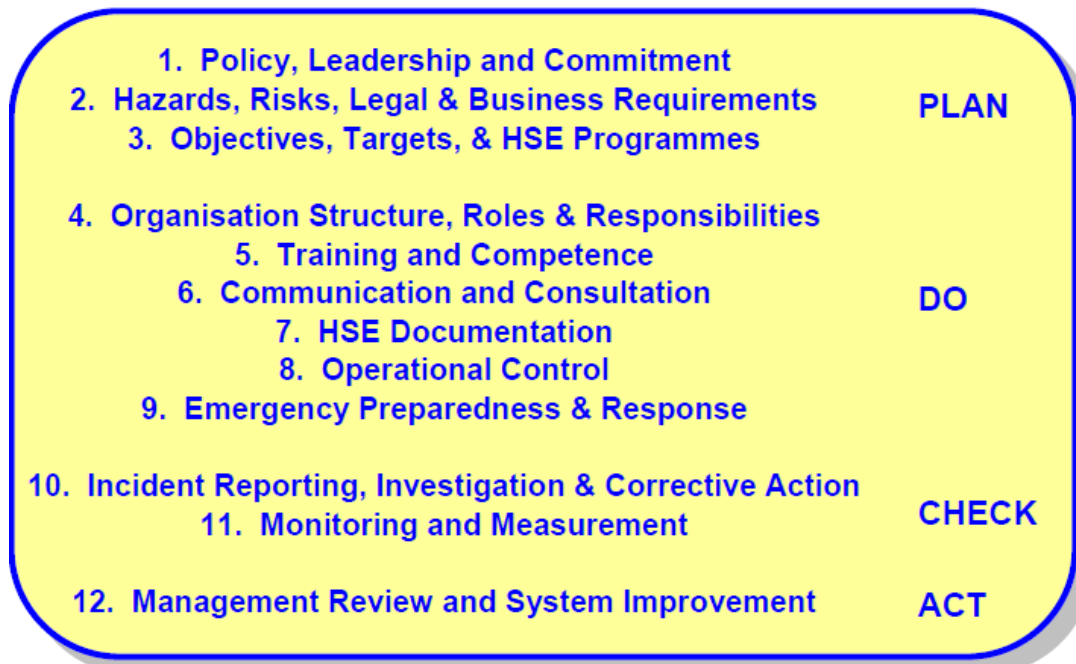 1. Policy, Leadership and Commitment
2. Hazards, Risks, Legal & Business Requirements
PLAN
3. Objectives, Targets, & HSE Programmes
4. Organisation Structure, Roles & Responsibilities
5. Training and Competence
6. Communication and Consultation
DO
7. HSE Documentation
8. Operational Control
9. Emergency Preparedness & Response
10. Incident Reporting, Investigation & Corrective Action
CHECK
11. Monitoring and Measurement
12. Management Review and System Improvement
ACT